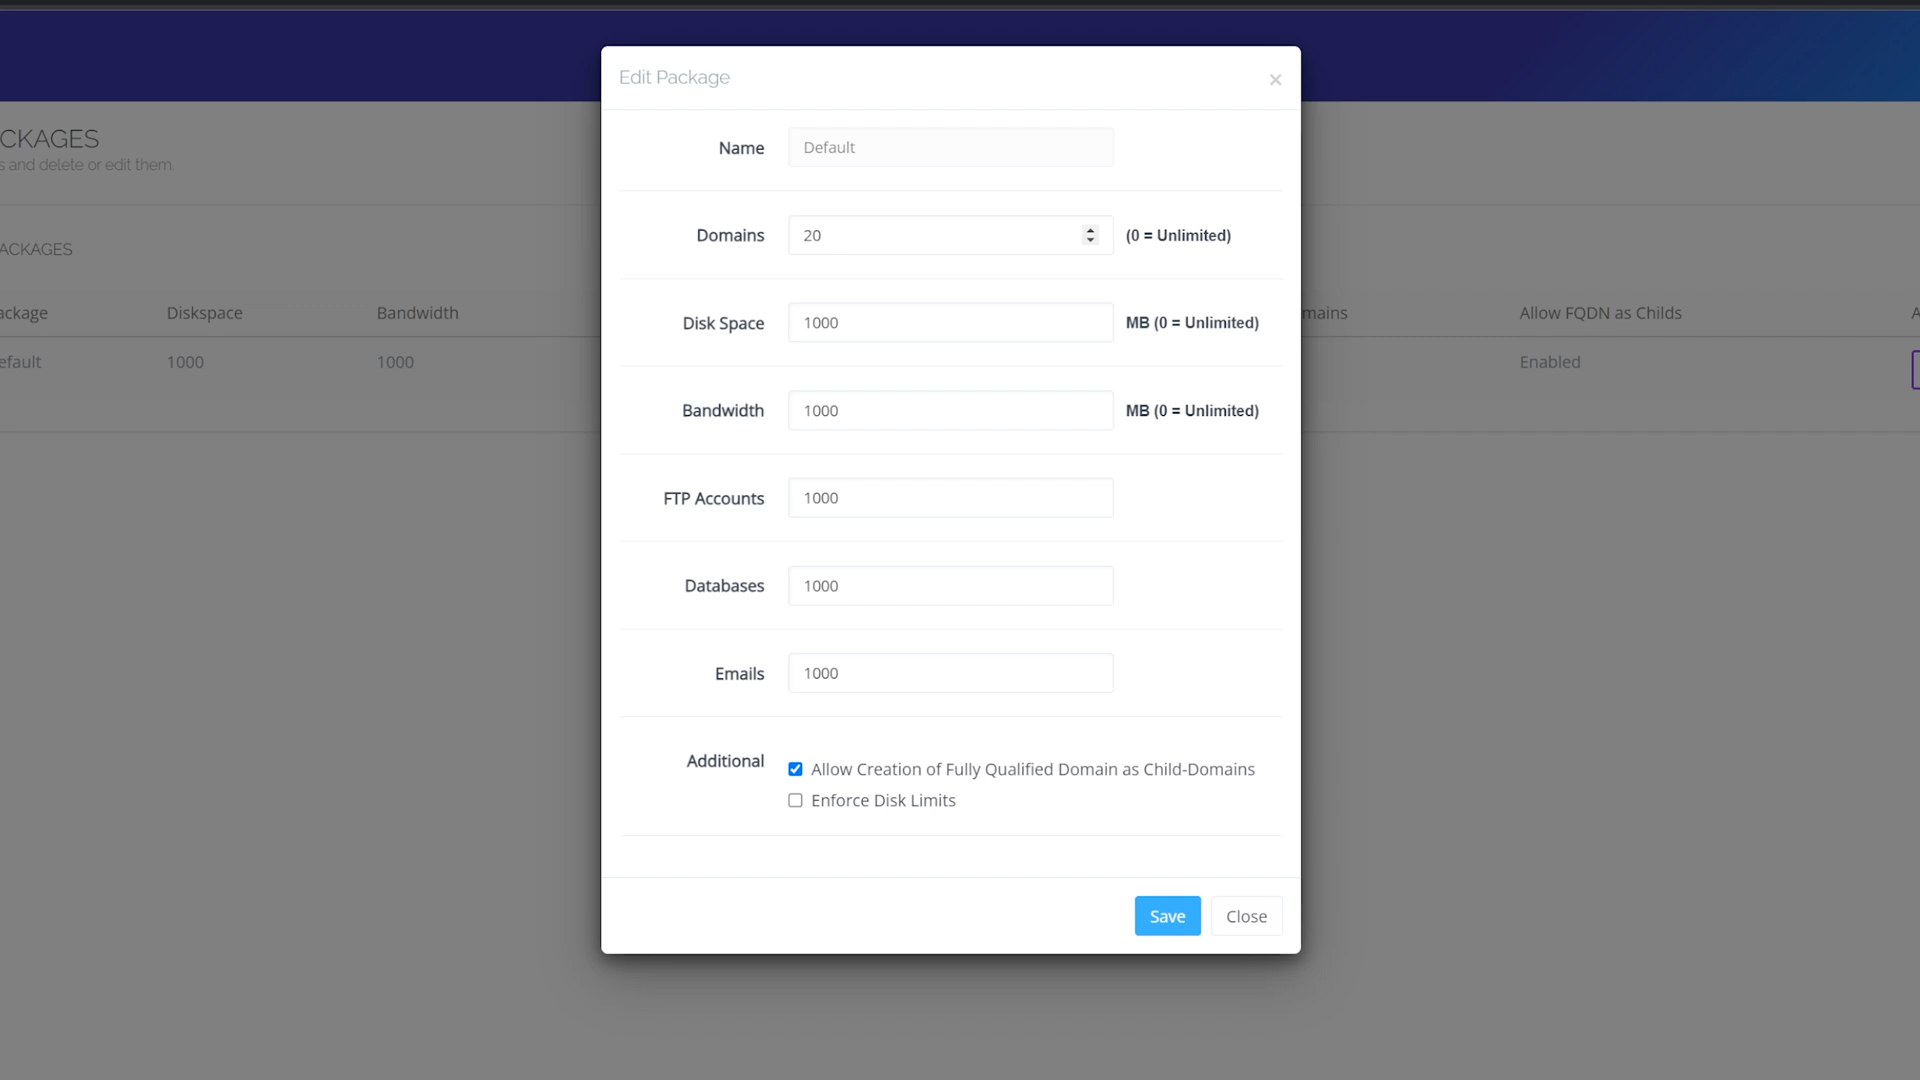 Edit Package
×
CKAGES
s and delete or edit them.
ACKAGES
ackage Diskspace Bandwidth mains Allow FQDN as Childs A
efault 1000 1000 Enabled
Name Default
Domains 20 (0 = Unlimited)
Disk Space 1000 MB (0 = Unlimited)
Bandwidth 1000 MB (0 = Unlimited)
FTP Accounts 1000
Databases 1000
Emails 1000
Additional Allow Creation of Fully Qualified Domain as Child-Domains
Enforce Disk Limits
Save Close